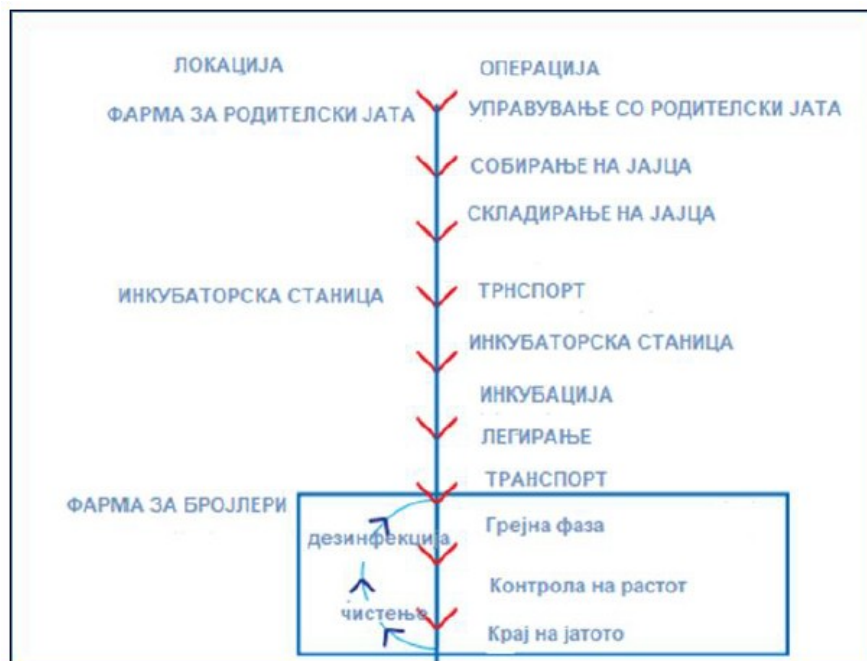 ЛОКАЦИЈА ОПЕРАЦИЈА
ФАРМА ЗА РОДИТЕЛСКИ ЈАТА УПРАВУВАЊЕ СО РОДИТЕЛСКИ ЈАТА
СОБИРАЊЕ НА ЈАЈЦА
СКЛАДИРАЊЕ НА ЈАЈЦА
ИНКУБАТОРСКА СТАНИЦА ТРНСПОРТ
ИНКУБАТОРСКА СТАНИЦА
ИНКУБАЦИЈА
ЛЕГИРАЊЕ
ТРАНСПОРТ
ФАРМА ЗА БРОЈЛЕРИ
Грејна фаза
дезинфекција
Контрола на растот
чистење
Крај на јатото